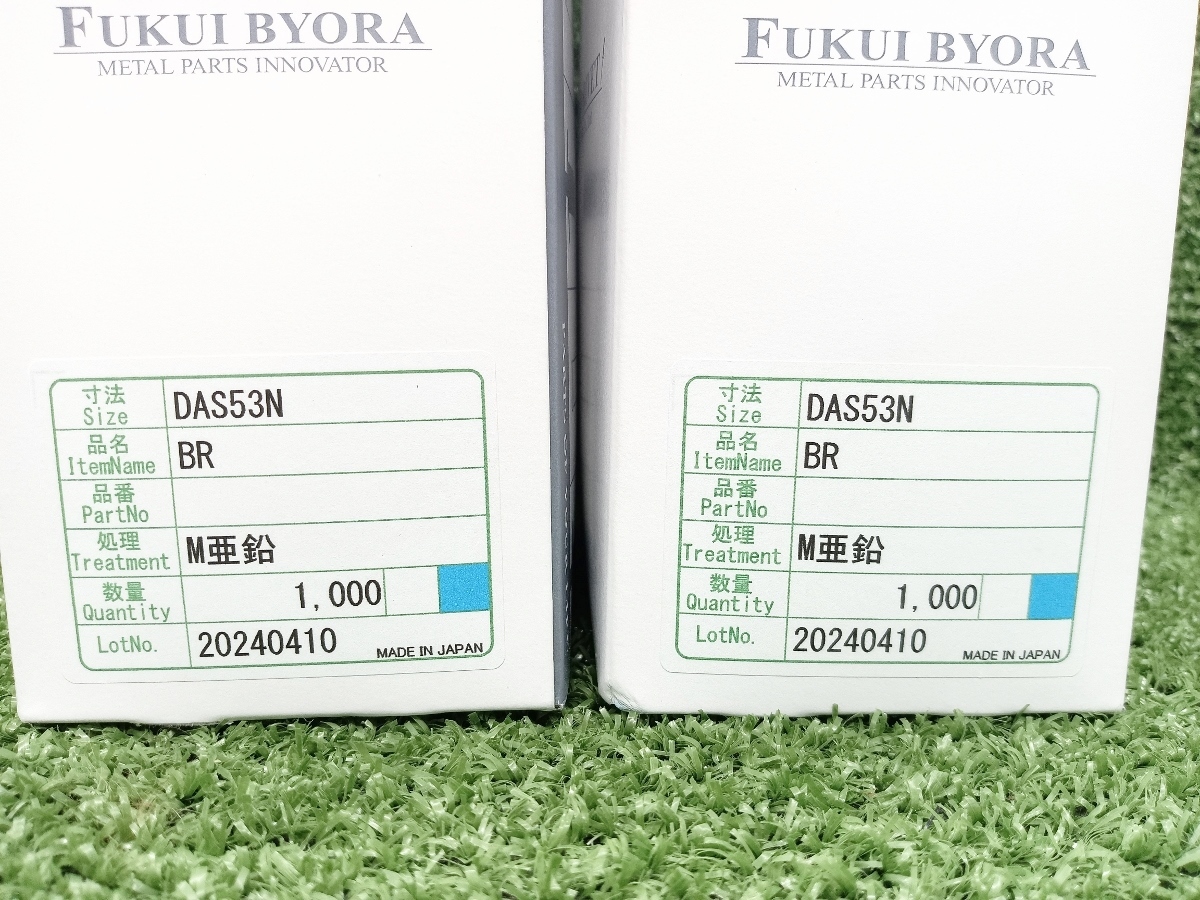 FUKUI BYORA
METAL PARTS INNOVATOR
寸法 DAS53N
Size
品名 BR
ItemName
品番
PartNo
処理 M亜鉛
Treatment
数量 1,000
Quantity
LotNo. 20240410
MADE IN JAPAN
FUKUI BYORA
METAL PARTS INNOVATOR
寸法 DAS53N
Size
品名 BR
ItemName
品番
PartNo
処理 M亜鉛
Treatment
数量 1,000
Quantity
LotNo. 20240410
MADE IN JAPAN